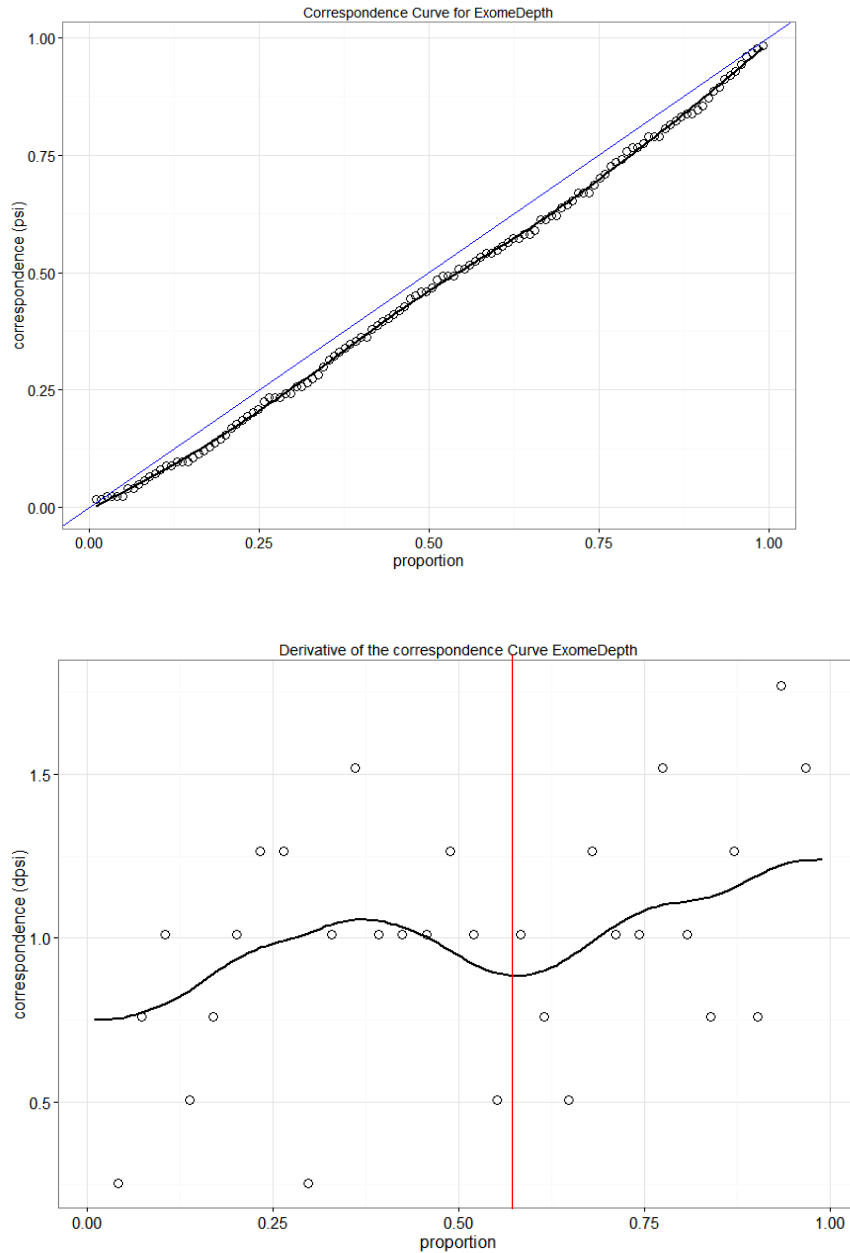 Correspondence Curve for ExomeDepth
1.00
0.75
0.50
0.25
0.00
correspondence (psi)
0.00 0.25 0.50 0.75 1.00
proportion
Derivative of the correspondence Curve ExomeDepth
1.5
1.0
0.5
correspondence (dpsi)
0.00 0.25 0.50 0.75 1.00
proportion